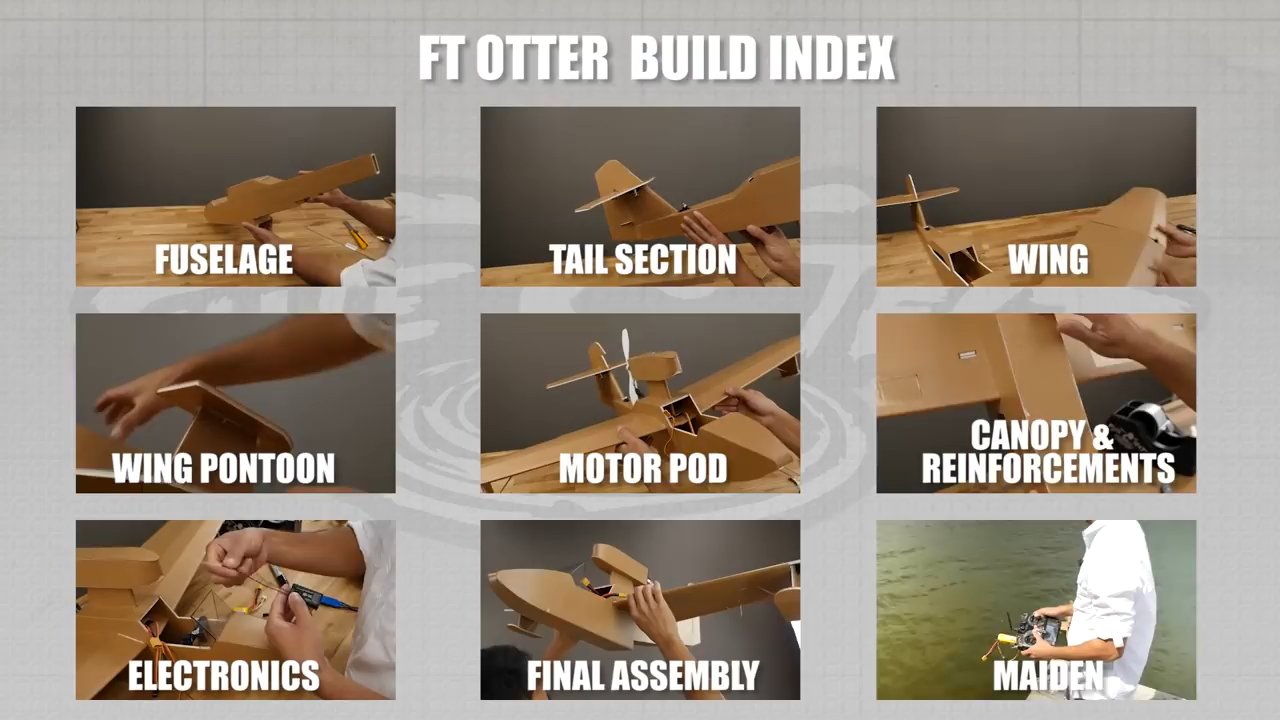 FT OTTER BUILD INDEX
FUSELAGE
TAIL SECTION
WING
WING PONTOON
MOTOR POD
CANOPY &
REINFORCEMENTS
ELECTRONICS
FINAL ASSEMBLY
MAIDEN